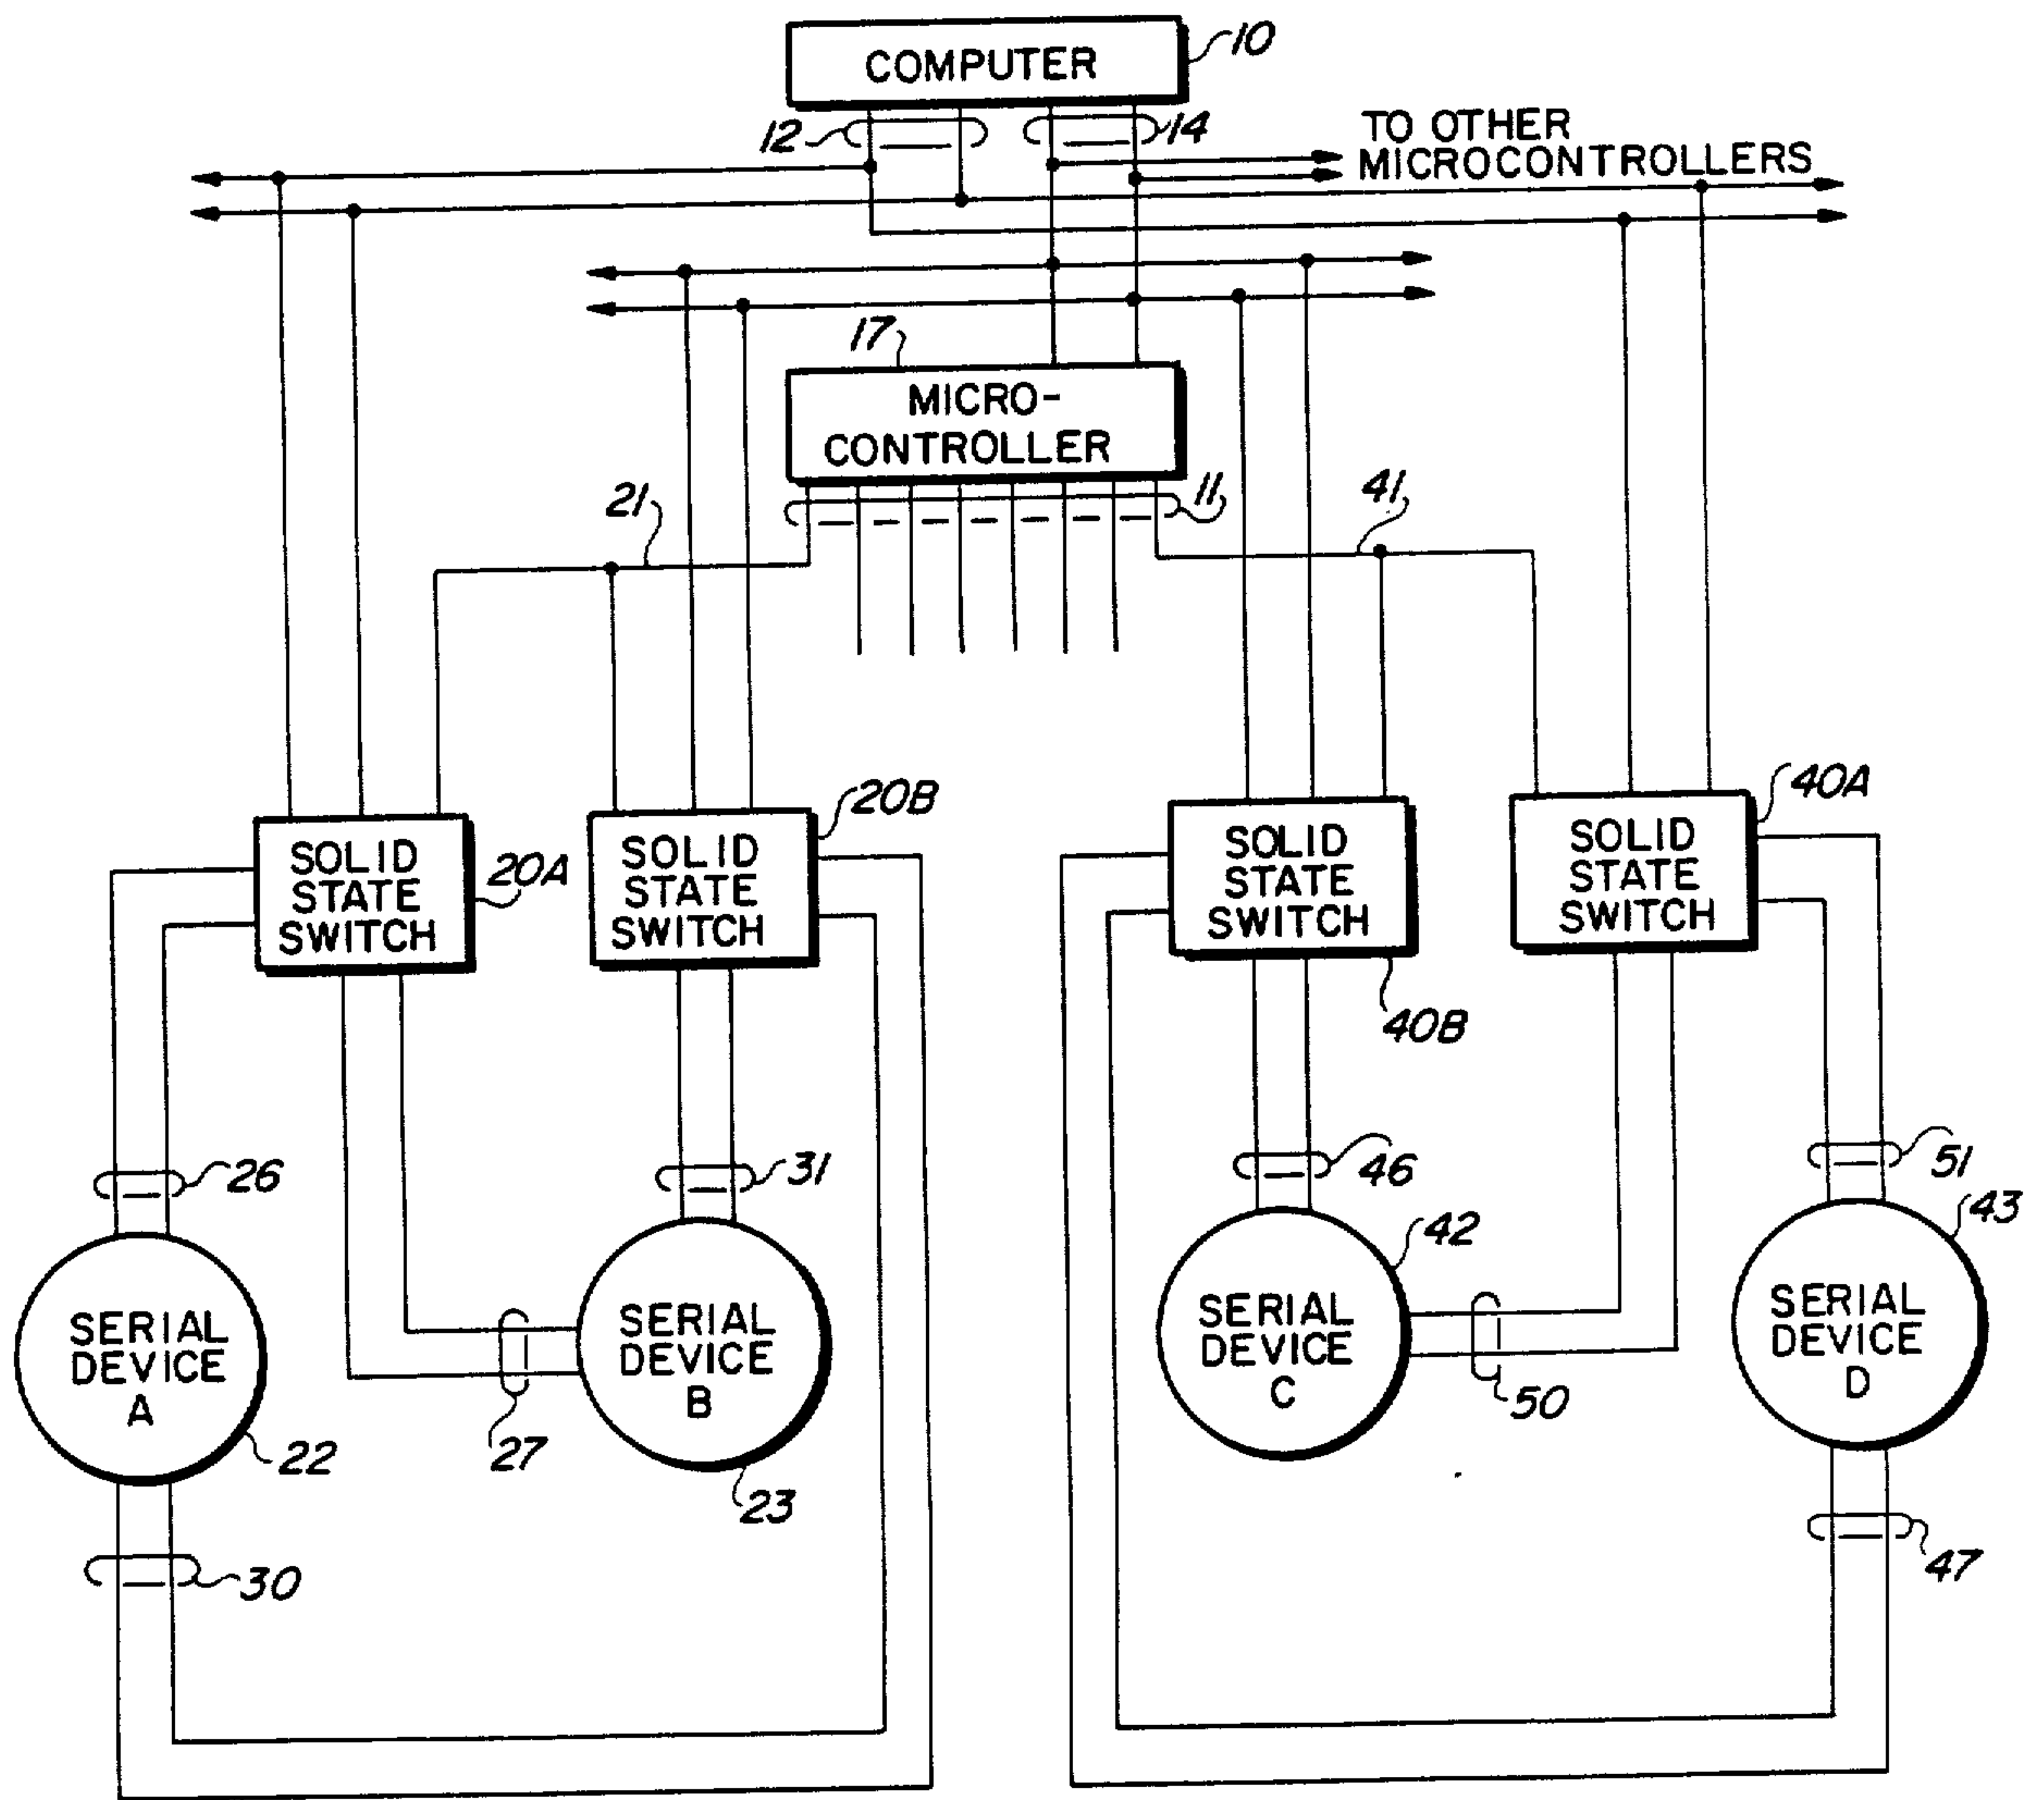 COMPUTER
10
12
14
TO OTHER
MICROCONTROLLERS
17
MICRO-
CONTROLLER
21
11
41
20B
40A
SOLID
STATE
SWITCH
20A
SOLID
STATE
SWITCH
SOLID
STATE
SWITCH
SOLID
STATE
SWITCH
40B
26
31
46
51
42
43
SERIAL
DEVICE
A
SERIAL
DEVICE
B
SERIAL
DEVICE
C
SERIAL
DEVICE
D
27
50
22
23
30
47